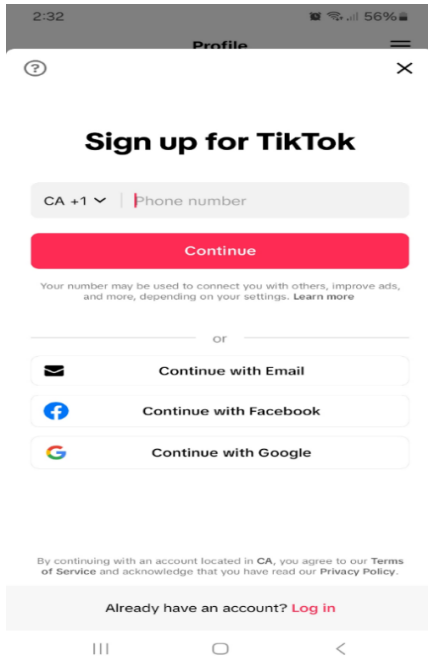 2:32 56%
Profile
Sign up for TikTok
CA +1 Phone number
Continue
Your number may be used to connect you with others, improve ads,
and more, depending on your settings. Learn more
or
Continue with Email
Continue with Facebook
Continue with Google
By continuing with an account located in CA, you agree to our Terms
of Service and acknowledge that you have read our Privacy Policy.
Already have an account? Log in